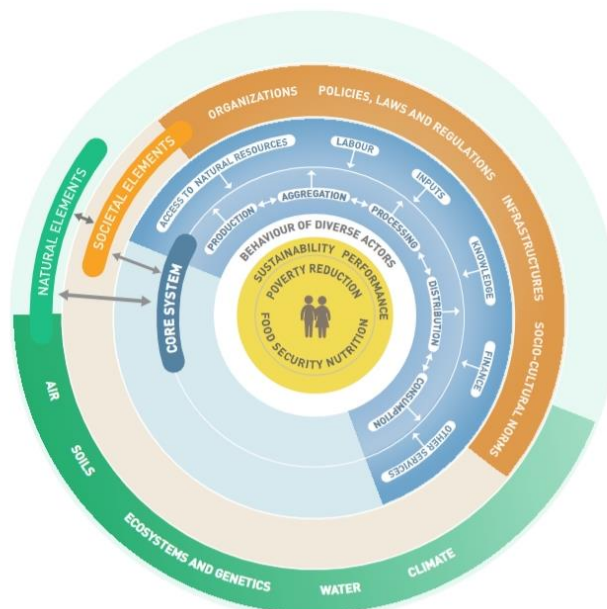 ORGANIZATIONS
POLICIES, LAWS AND REGULATIONS
INFRASTRUCTURES
SOCIO-CULTURAL NORMS
SOCIETAL ELEMENTS
NATURAL ELEMENTS
CORE SYSTEM
ACCESS TO NATURAL RESOURCES
LABOUR
INPUTS
KNOWLEDGE
FINANCE
OTHER SERVICES
PRODUCTION
AGGREGATION
PROCESSING
DISTRIBUTION
CONSUMPTION
BEHAVIOUR OF DIVERSE ACTORS
SUSTAINABILITY PERFORMANCE
POVERTY REDUCTION
FOOD SECURITY NUTRITION
AIR
SOILS
ECOSYSTEMS AND GENETICS
WATER
CLIMATE